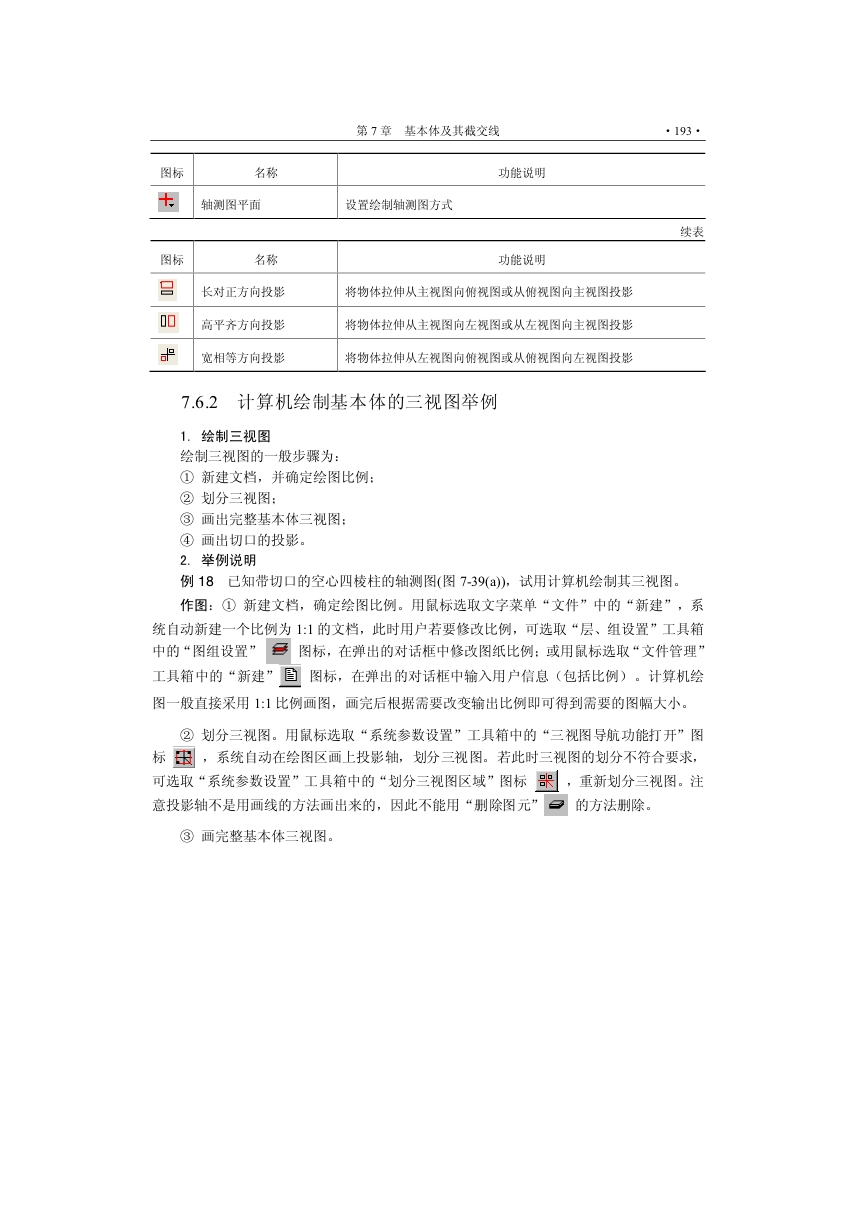 第 7 章　基本体及其截交线　·193·
图标　名称　功能说明
轴测图平面　设置绘制轴测图方式
续表
图标　名称　功能说明
长对正方向投影　将物体拉伸从主视图向俯视图或从俯视图向主视图投影
高平齐方向投影　将物体拉伸从主视图向左视图或从左视图向主视图投影
宽相等方向投影　将物体拉伸从左视图向俯视图或从俯视图向左视图投影
7.6.2　计算机绘制基本体的三视图举例
1. 绘制三视图
绘制三视图的一般步骤为：
① 新建文档，并确定绘图比例；
② 划分三视图；
③ 画出完整基本体三视图；
④ 画出切口的投影。
2. 举例说明
例 18　已知带切口的空心四棱柱的轴测图(图 7-39(a))，试用计算机绘制其三视图。
作图：① 新建文档，确定绘图比例。用鼠标选取文字菜单“文件”中的“新建”，系
统自动新建一个比例为 1:1 的文档，此时用户若要修改比例，可选取“层、组设置”工具箱
中的“图组设置” 图标，在弹出的对话框中修改图纸比例；或用鼠标选取“文件管理”
工具箱中的“新建” 图标，在弹出的对话框中输入用户信息（包括比例）。计算机绘
图一般直接采用 1:1 比例画图，画完后根据需要改变输出比例即可得到需要的图幅大小。
② 划分三视图。用鼠标选取“系统参数设置”工具箱中的“三视图导航功能打开”图
标 ，系统自动在绘图区画上投影轴，划分三视图。若此时三视图的划分不符合要求，
可选取“系统参数设置”工具箱中的“划分三视图区域”图标 ，重新划分三视图。注
意投影轴不是用画线的方法画出来的，因此不能用“删除图元” 的方法删除。
③ 画完整基本体三视图。